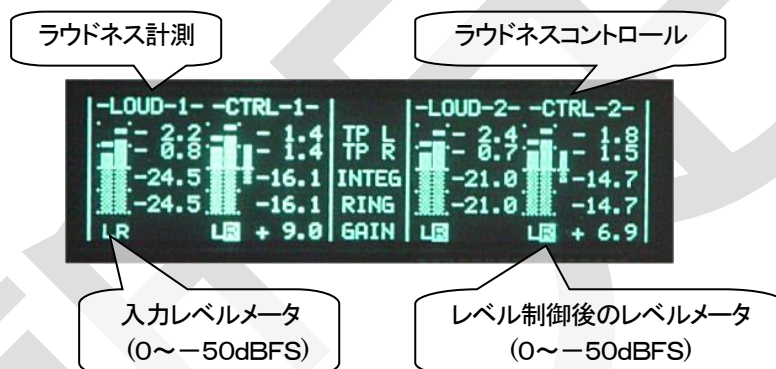 ラウドネス計測
ラウドネスコントロール
-LOUD-1- -CTRL-1- -LOUD-2- -CTRL-2-
- 2.2 - 1.4 TP L - 2.4 - 1.8
- 0.8 - 1.4 TP R - 0.7 - 1.5
-24.5 -16.1 INTEG -21.0 -14.7
-24.5 -16.1 RING -21.0 -14.7
LR LR + 9.0 GAIN LR LR + 6.9
入力レベルメータ
(0～－50dBFS)
レベル制御後のレベルメータ
(0～－50dBFS)